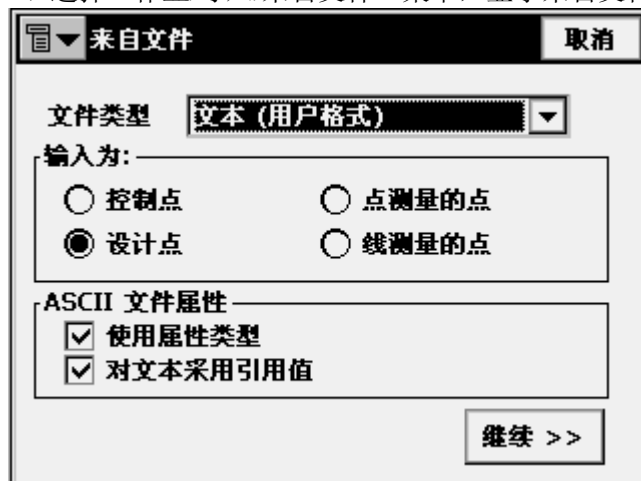 来自文件
取消
文件类型 文本 (用户格式)
输入为:
控制点 点测量的点
设计点 线测量的点
ASCII 文件属性
使用属性类型
对文本采用引用值
继续 >>